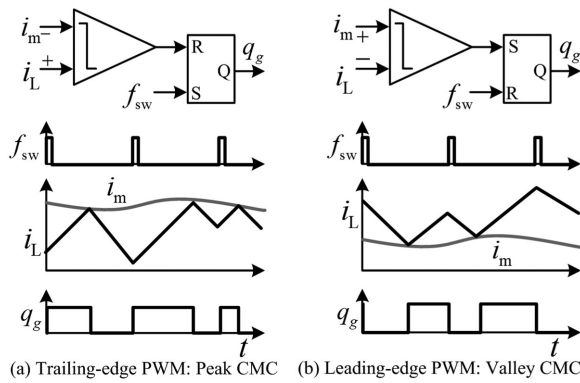 i_m − R q_g
i_L + Q
f_sw S
f_sw
i_m
i_L
q_g
t
(a) Trailing-edge PWM: Peak CMC
i_m + S q_g
i_L − Q
f_sw R
f_sw
i_L
i_m
q_g
t
(b) Leading-edge PWM: Valley CMC